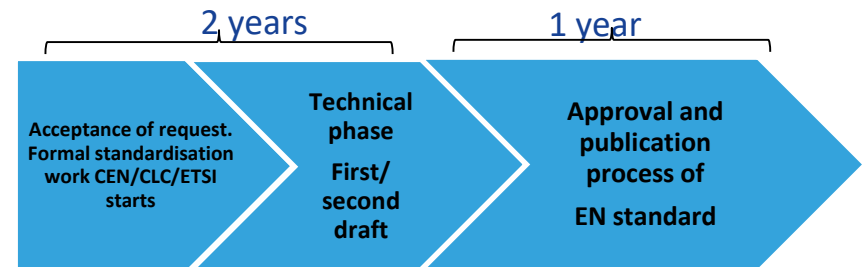 2 years
1 year
Acceptance of request.
Formal standardisation
work CEN/CLC/ETSI
starts
Technical
phase
First/
second
draft
Approval and
publication
process of
EN standard